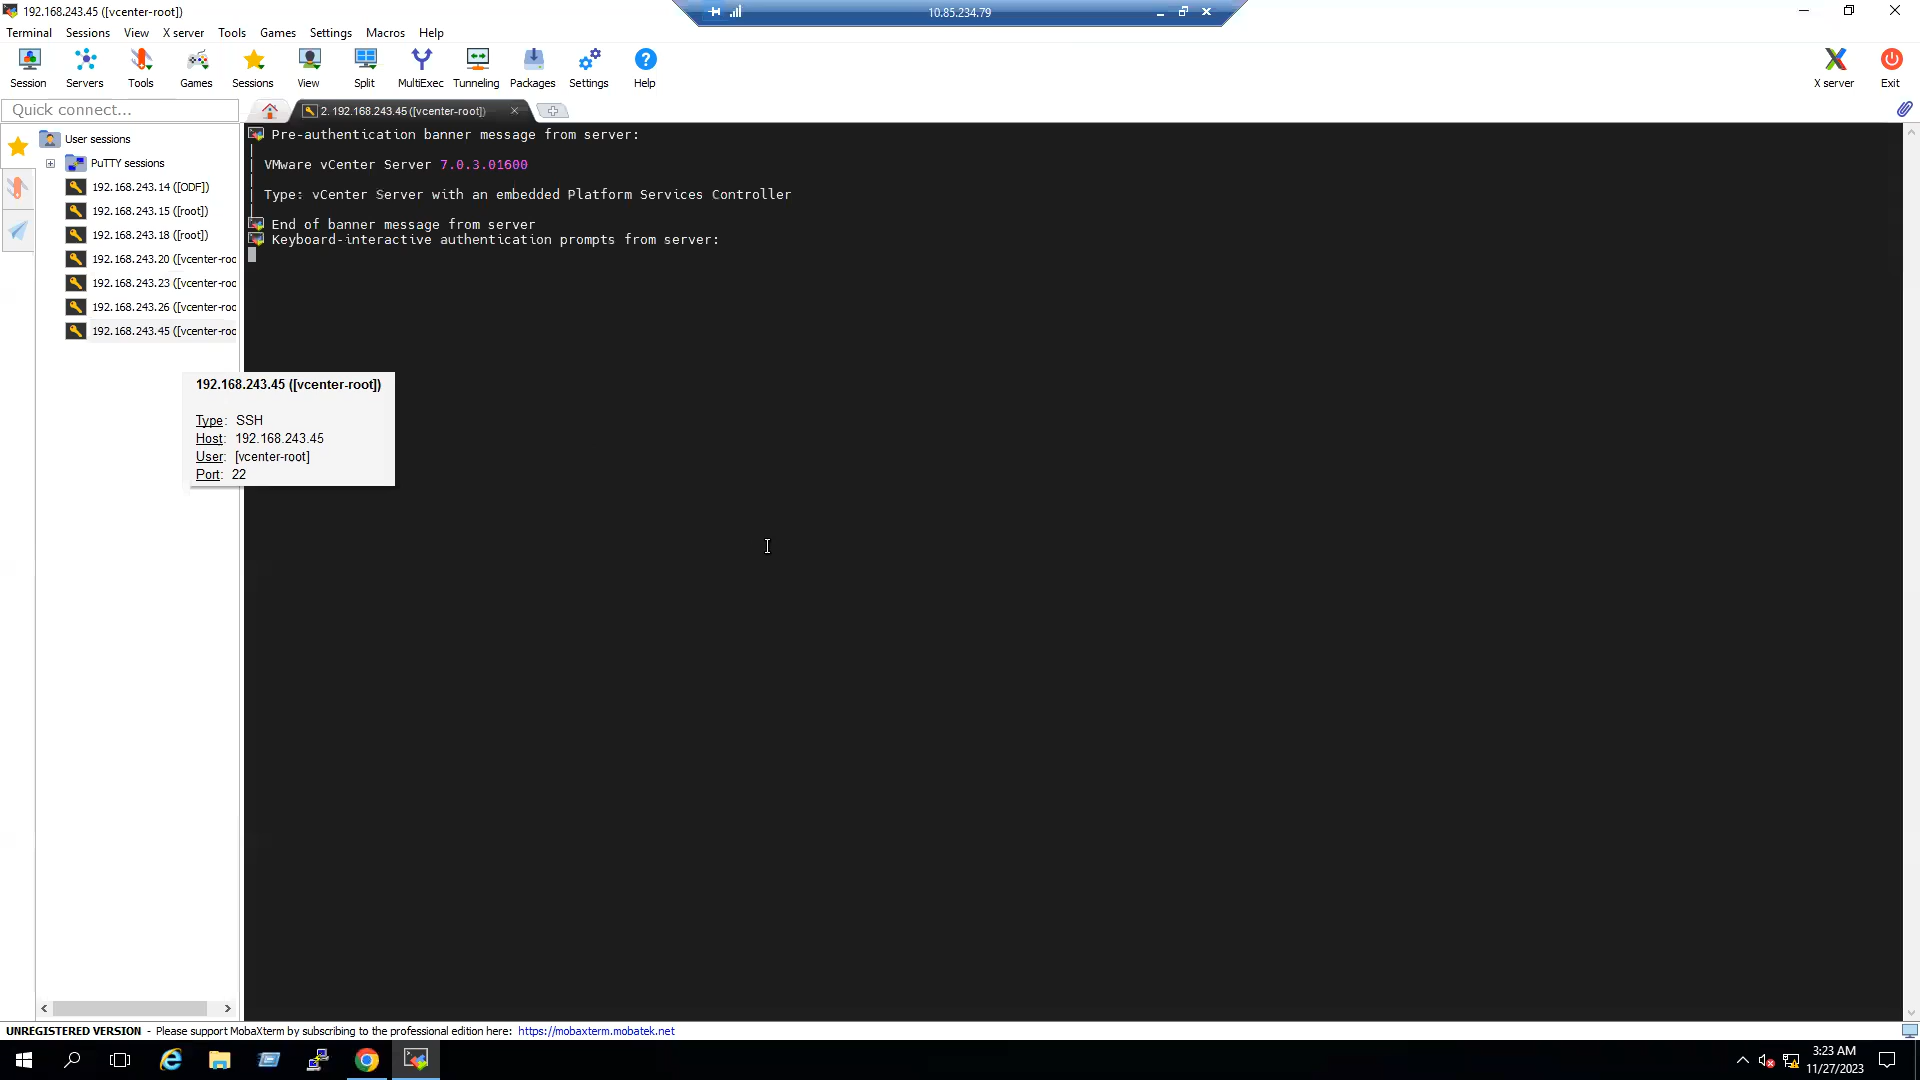 192.168.243.45 ([vcenter-root])
10.85.234.79
Terminal Sessions View X server Tools Games Settings Macros Help
Session Servers Tools Games Sessions View Split MultiExec Tunneling Packages Settings Help X server Exit
Quick connect...
2. 192.168.243.45 ([vcenter-root])
User sessions
PuTTY sessions
192.168.243.14 ([ODF])
192.168.243.15 ([root])
192.168.243.18 ([root])
192.168.243.20 ([vcenter-roo
192.168.243.23 ([vcenter-roo
192.168.243.26 ([vcenter-roo
192.168.243.45 ([vcenter-roo
Pre-authentication banner message from server:
|
| VMware vCenter Server 7.0.3.01600
|
| Type: vCenter Server with an embedded Platform Services Controller
|
End of banner message from server
Keyboard-interactive authentication prompts from server:
192.168.243.45 ([vcenter-root])
Type: SSH
Host: 192.168.243.45
User: [vcenter-root]
Port: 22
UNREGISTERED VERSION - Please support MobaXterm by subscribing to the professional edition here: https://mobaxterm.mobatek.net
3:23 AM
11/27/2023